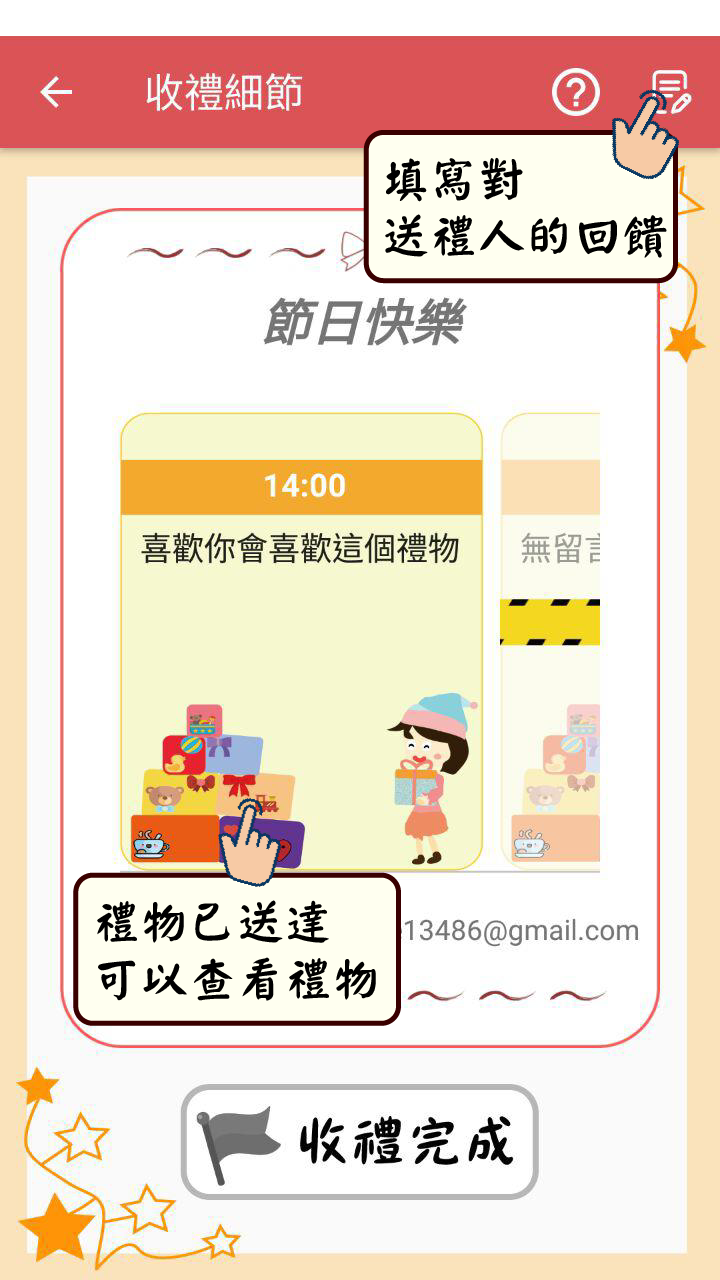 收禮細節
填寫對
送禮人的回饋
節日快樂
14:00
喜歡你會喜歡這個禮物
無留
禮物已送達
可以查看禮物
13486@gmail.com
收禮完成